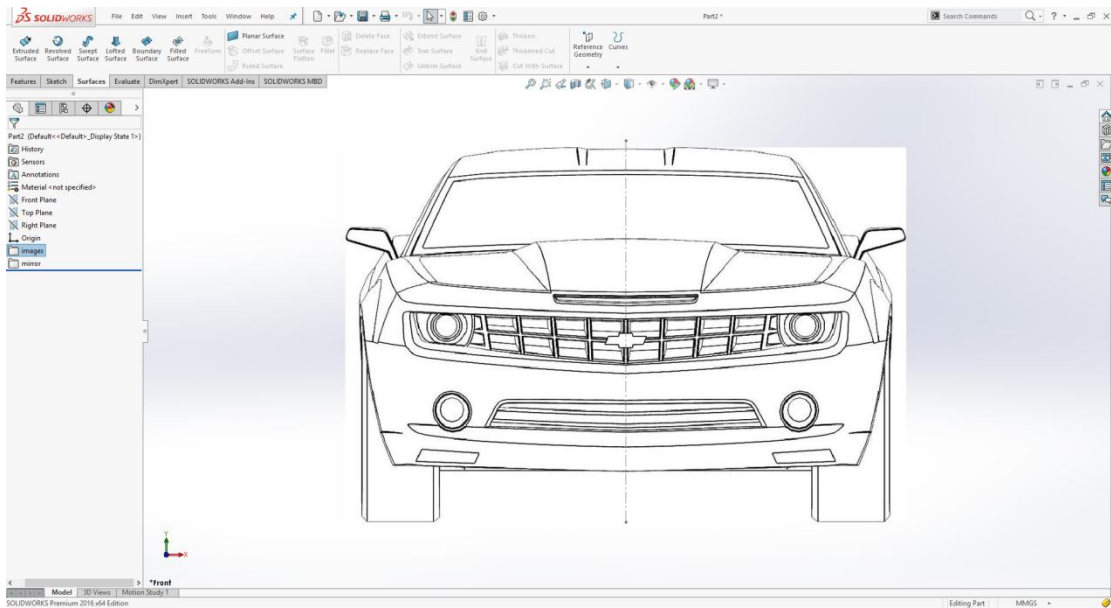 SOLIDWORKS File Edit View Insert Tools Window Help Part2 * Search Commands
Extruded Surface Revolved Surface Swept Surface Lofted Surface Boundary Surface Filled Surface Freeform
Planar Surface
Offset Surface
Ruled Surface
Surface Flatten
Fillet
Delete Face
Replace Face
Extend Surface
Trim Surface
Untrim Surface
Knit Surface
Thicken
Thickened Cut
Cut With Surface
Reference Geometry
Curves
Features Sketch Surfaces Evaluate DimXpert SOLIDWORKS Add-Ins SOLIDWORKS MBD
Part2 (Default<<Default>_Display State 1>)
History
Sensors
Annotations
Material <not specified>
Front Plane
Top Plane
Right Plane
Origin
images
mirror
Y
X
*Front
Model 3D Views Motion Study 1
SOLIDWORKS Premium 2016 x64 Edition Editing Part MMGS